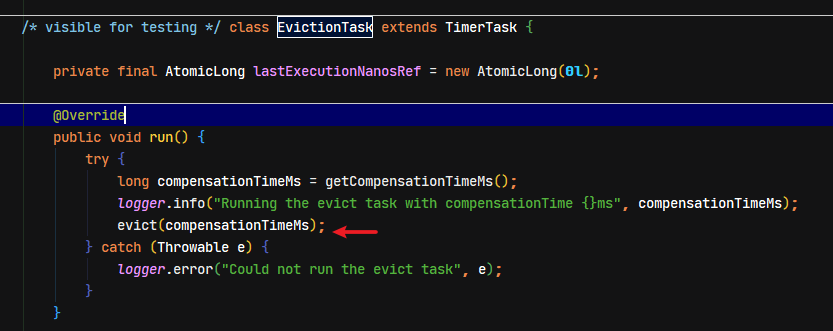 /* visible for testing */ class EvictionTask extends TimerTask {
private final AtomicLong lastExecutionNanosRef = new AtomicLong(0l);
@Override
public void run() {
try {
long compensationTimeMs = getCompensationTimeMs();
logger.info("Running the evict task with compensationTime {}ms", compensationTimeMs);
evict(compensationTimeMs);
} catch (Throwable e) {
logger.error("Could not run the evict task", e);
}
}